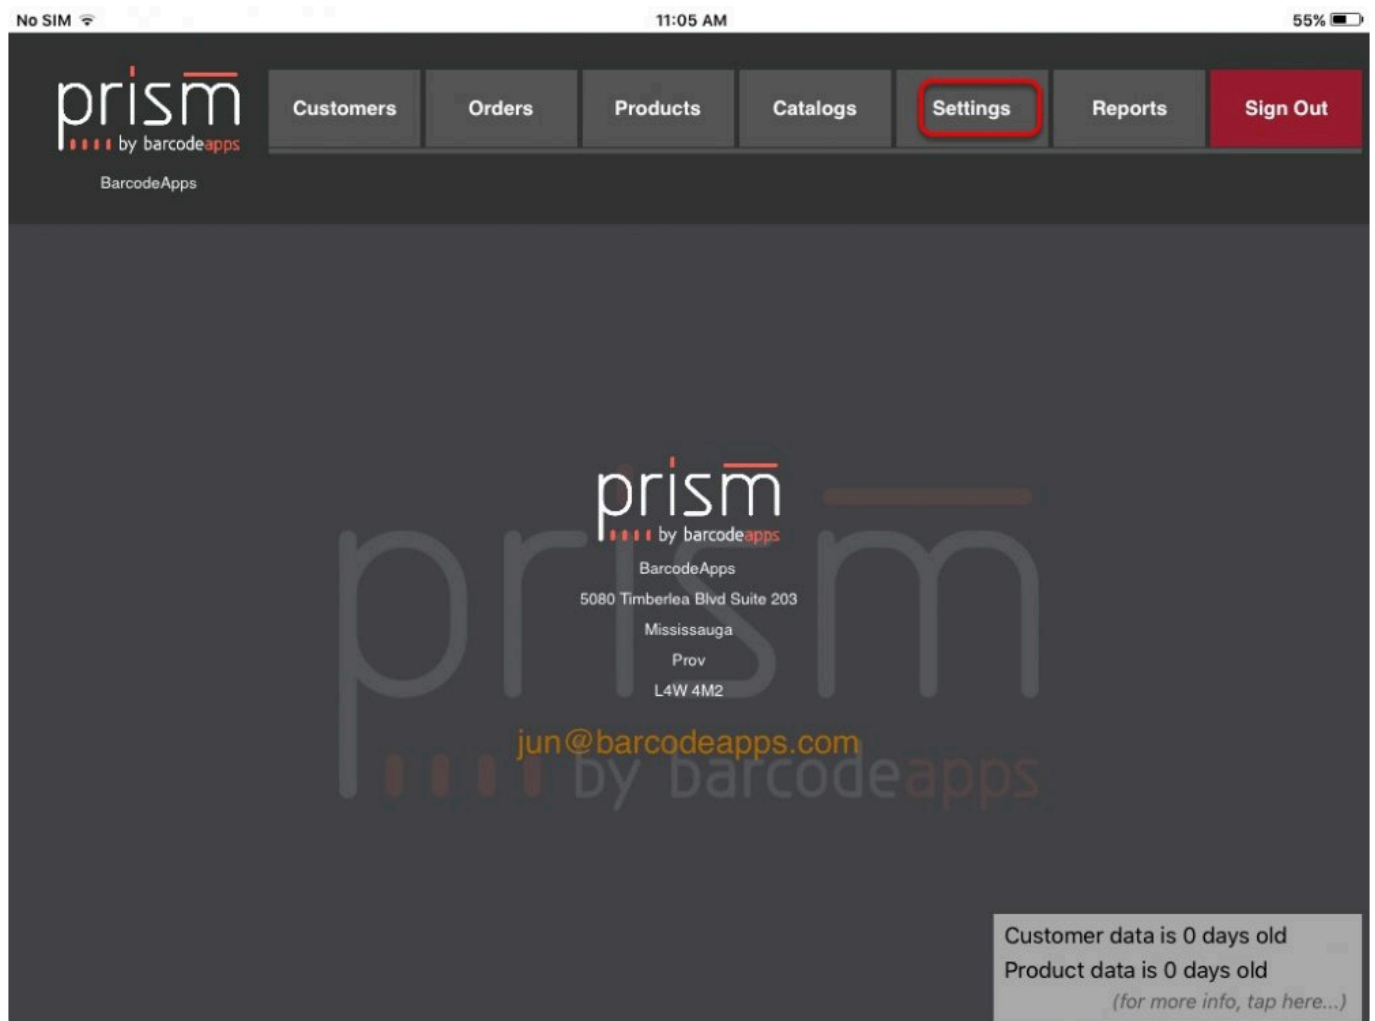 No SIM 11:05 AM 55%
prism
by barcodeapps
BarcodeApps
Customers Orders Products Catalogs Settings Reports Sign Out
prism
by barcodeapps
prism
by barcodeapps
BarcodeApps
5080 Timberlea Blvd Suite 203
Mississauga
Prov
L4W 4M2
jun@barcodeapps.com
Customer data is 0 days old
Product data is 0 days old
(for more info, tap here...)